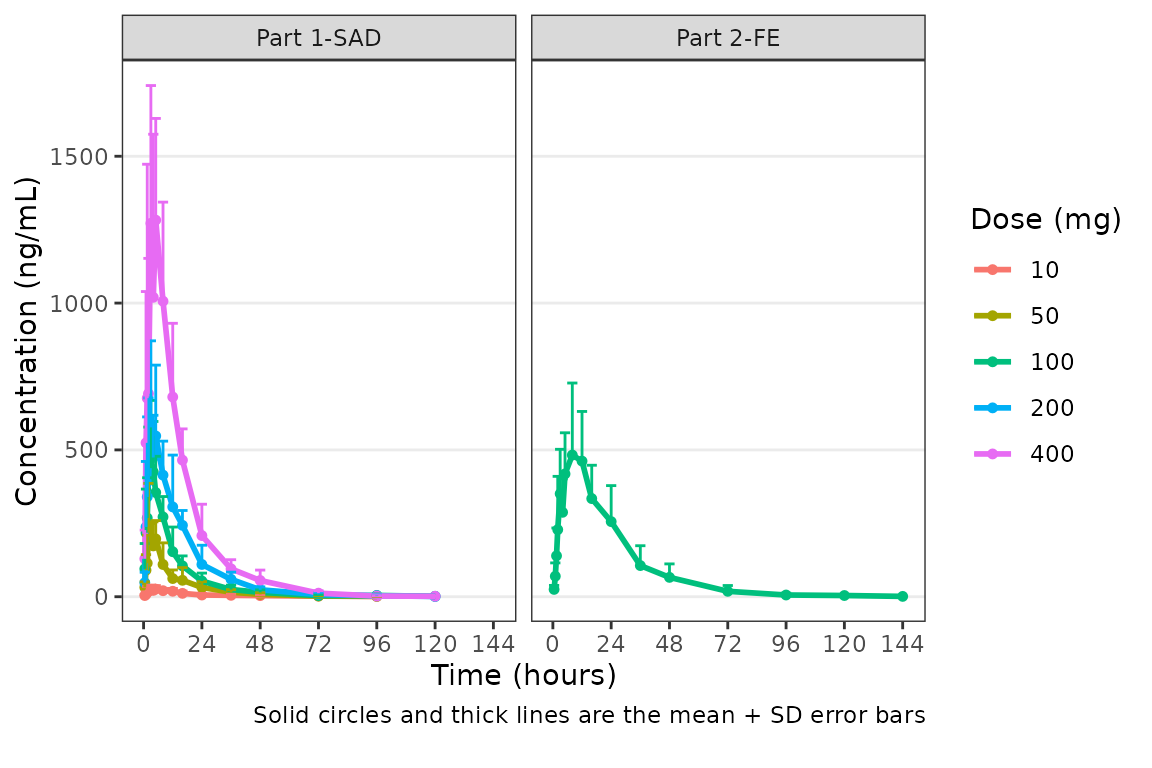 Part 1-SAD
Part 2-FE
Concentration (ng/mL)
1500
1000
500
0
0 24 48 72 96 120 144
0 24 48 72 96 120 144
Time (hours)
Dose (mg)
10
50
100
200
400
Solid circles and thick lines are the mean + SD error bars